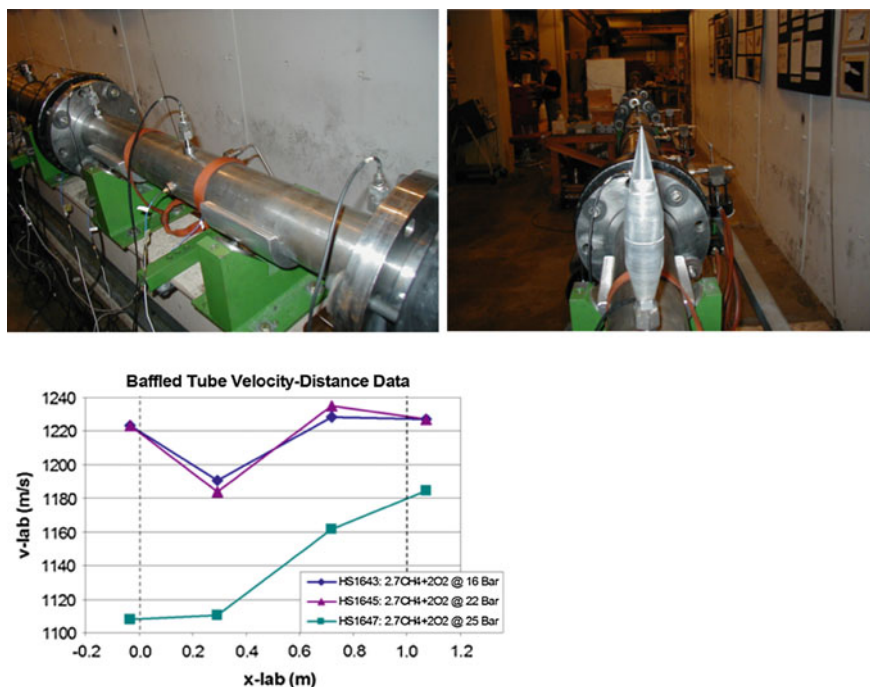 Baffled Tube Velocity-Distance Data
1240
1220
1200
1180
1160
1140
1120
1100
v-lab (m/s)
HS1643: 2.7CH4+2O2 @ 16 Bar
HS1645: 2.7CH4+2O2 @ 22 Bar
HS1647: 2.7CH4+2O2 @ 25 Bar
-0.2 0.0 0.2 0.4 0.6 0.8 1.0 1.2
x-lab (m)